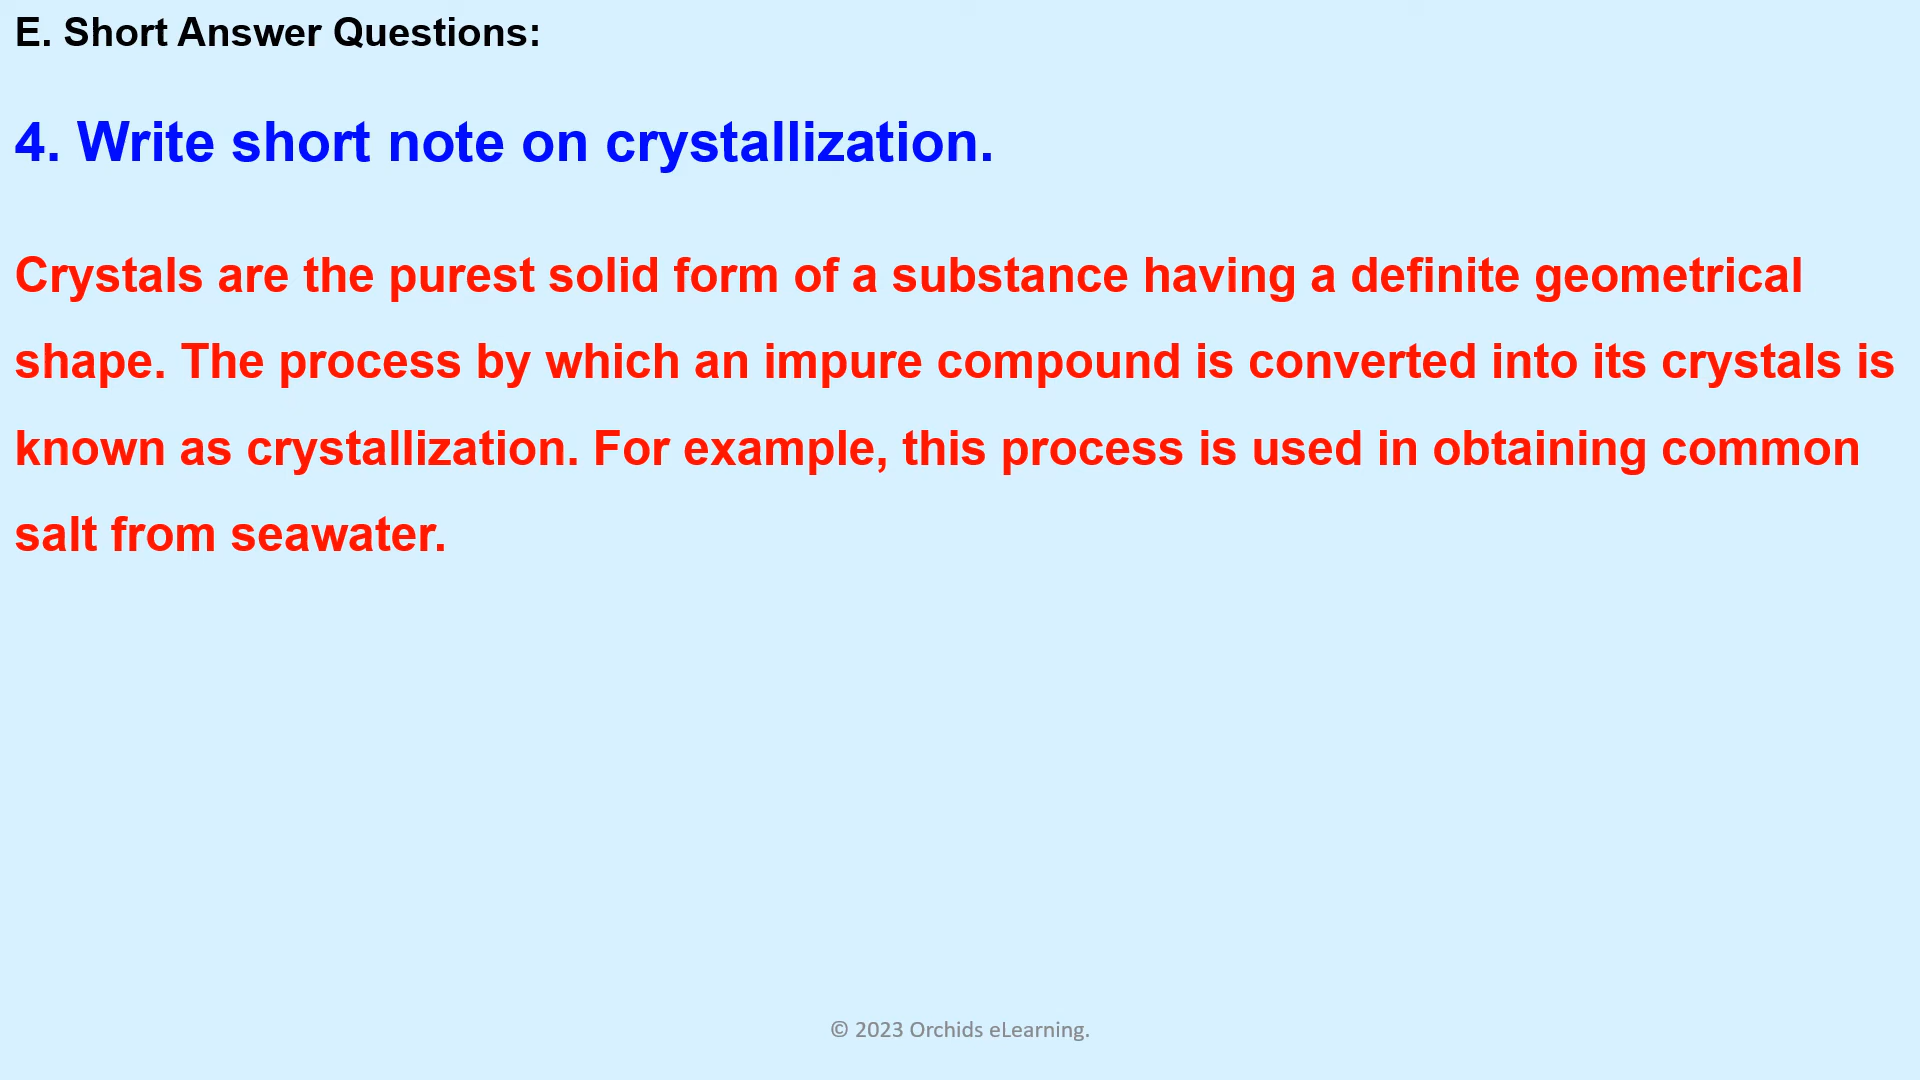 E. Short Answer Questions:
4. Write short note on crystallization.
Crystals are the purest solid form of a substance having a definite geometrical
shape. The process by which an impure compound is converted into its crystals is
known as crystallization. For example, this process is used in obtaining common
salt from seawater.
© 2023 Orchids eLearning.